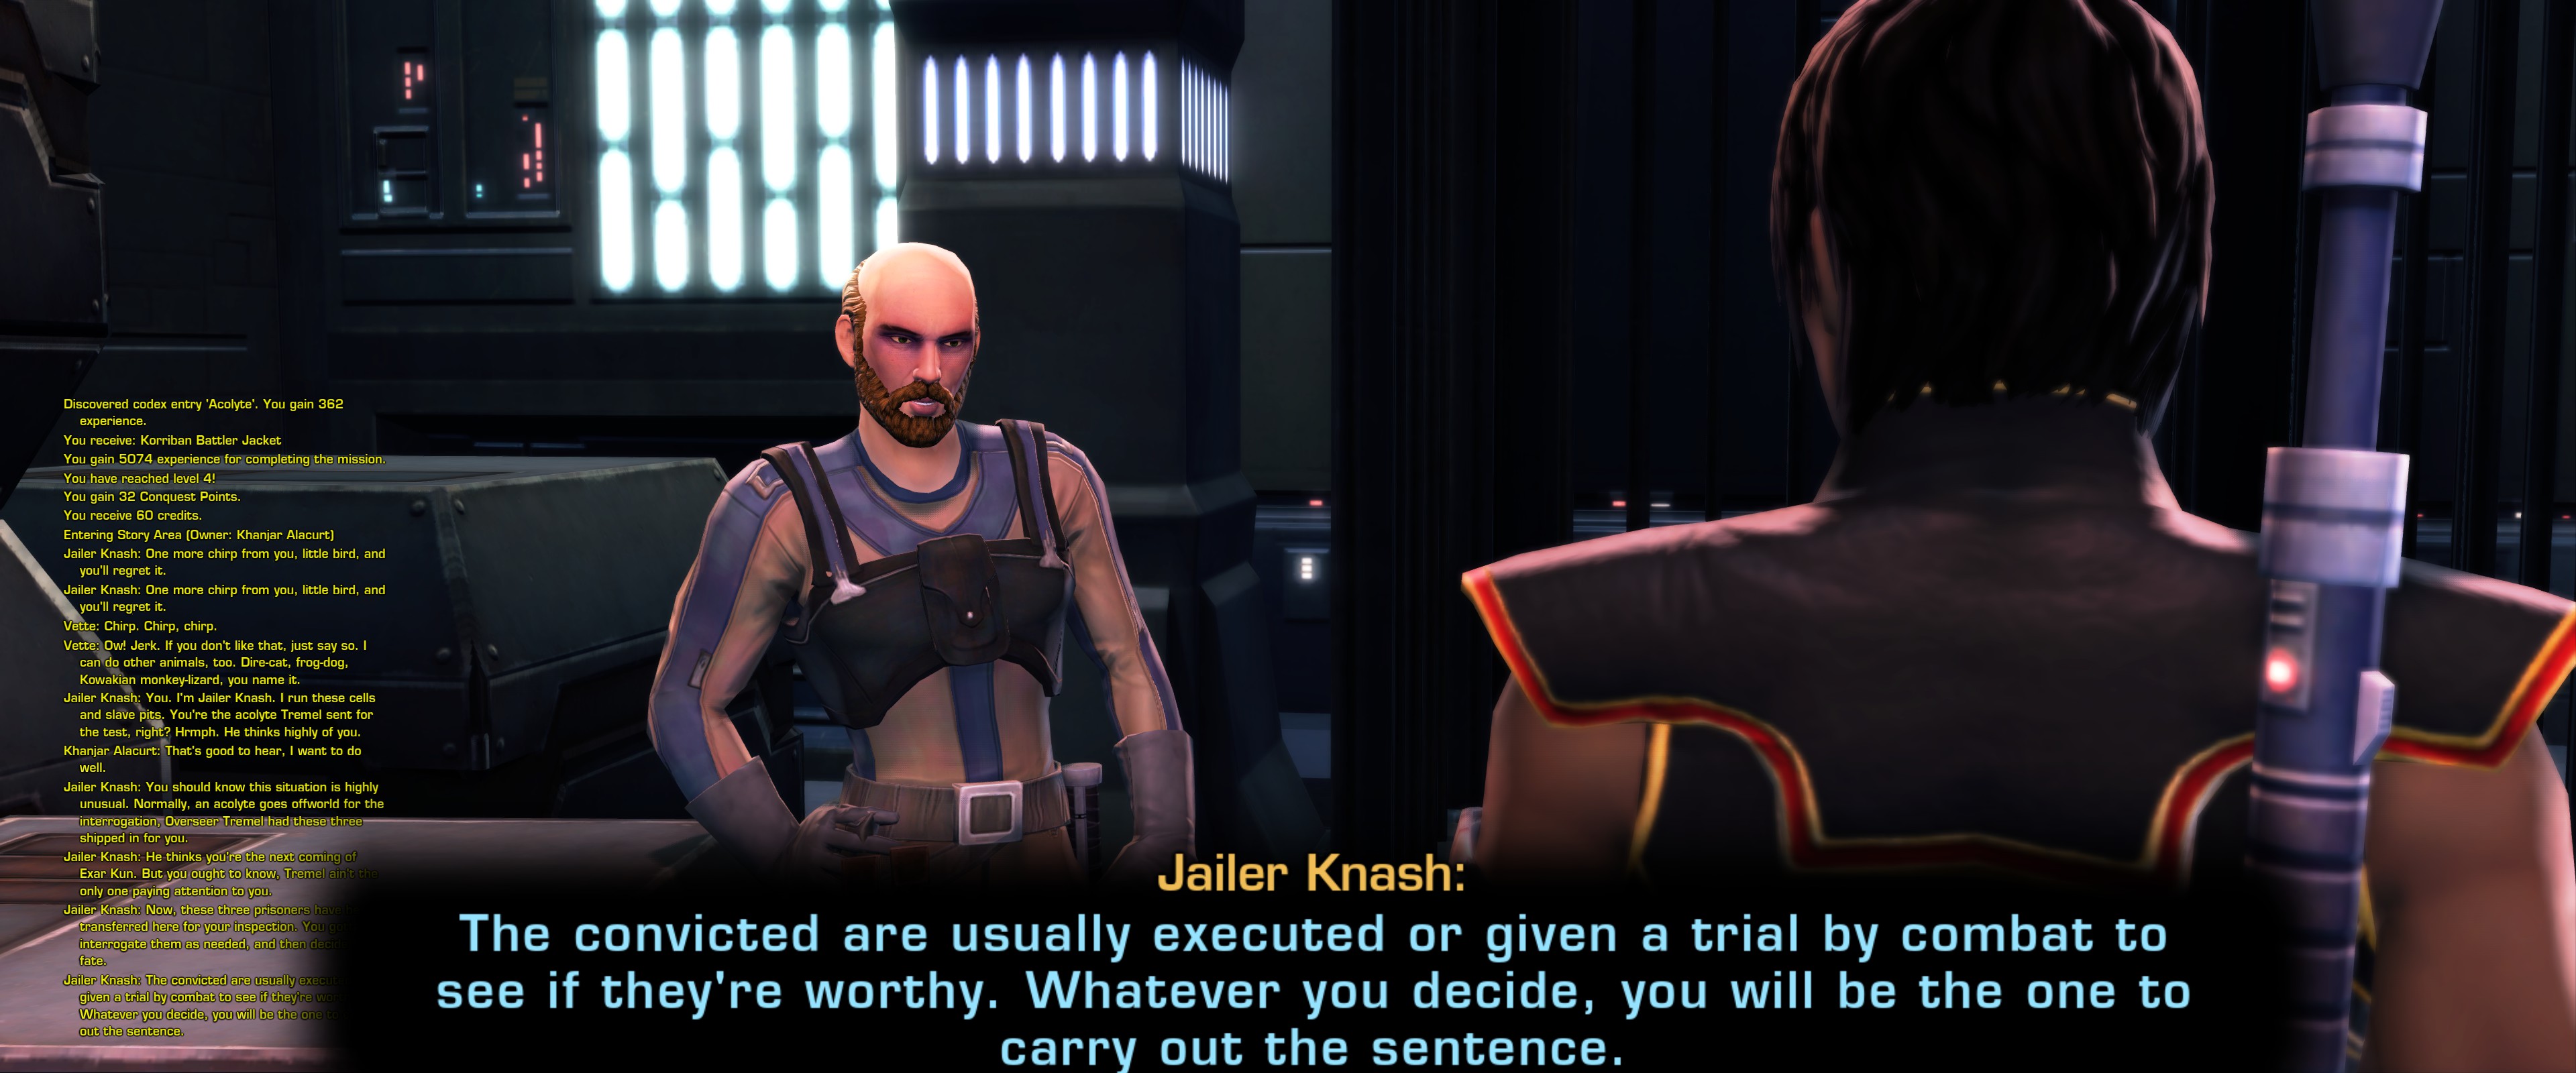 Discovered codex entry 'Acolyte'. You gain 362
experience.
You receive: Korriban Battler Jacket
You gain 5074 experience for completing the mission.
You have reached level 4!
You gain 32 Conquest Points.
You receive 60 credits.
Entering Story Area (Owner: Khanjar Alacurt)
Jailer Knash: One more chirp from you, little bird, and
you'll regret it.
Jailer Knash: One more chirp from you, little bird, and
you'll regret it.
Vette: Chirp. Chirp, chirp.
Vette: Ow! Jerk. If you don't like that, just say so. I
can do other animals, too. Dire-cat, frog-dog,
Kowakian monkey-lizard, you name it.
Jailer Knash: You. I'm Jailer Knash. I run these cells
and slave pits. You're the acolyte Tremel sent for
the test, right? Hrmph. He thinks highly of you.
Khanjar Alacurt: That's good to hear, I want to do
well.
Jailer Knash: You should know this situation is highly
unusual. Normally, an acolyte goes offworld for the
interrogation, Overseer Tremel had these three
shipped in for you.
Jailer Knash: He thinks you're the next coming of
Exar Kun. But you ought to know, Tremel ain't the
only one paying attention to you.
Jailer Knash: Now, these three prisoners have
transferred here for your inspection. You
interrogate them as needed, and then
fate.
Jailer Knash: The convicted are usually
given a trial by combat to see if they're
Whatever you decide, you will be the one
out the sentence.
Jailer Knash:
The convicted are usually executed or given a trial by combat to
see if they're worthy. Whatever you decide, you will be the one to
carry out the sentence.